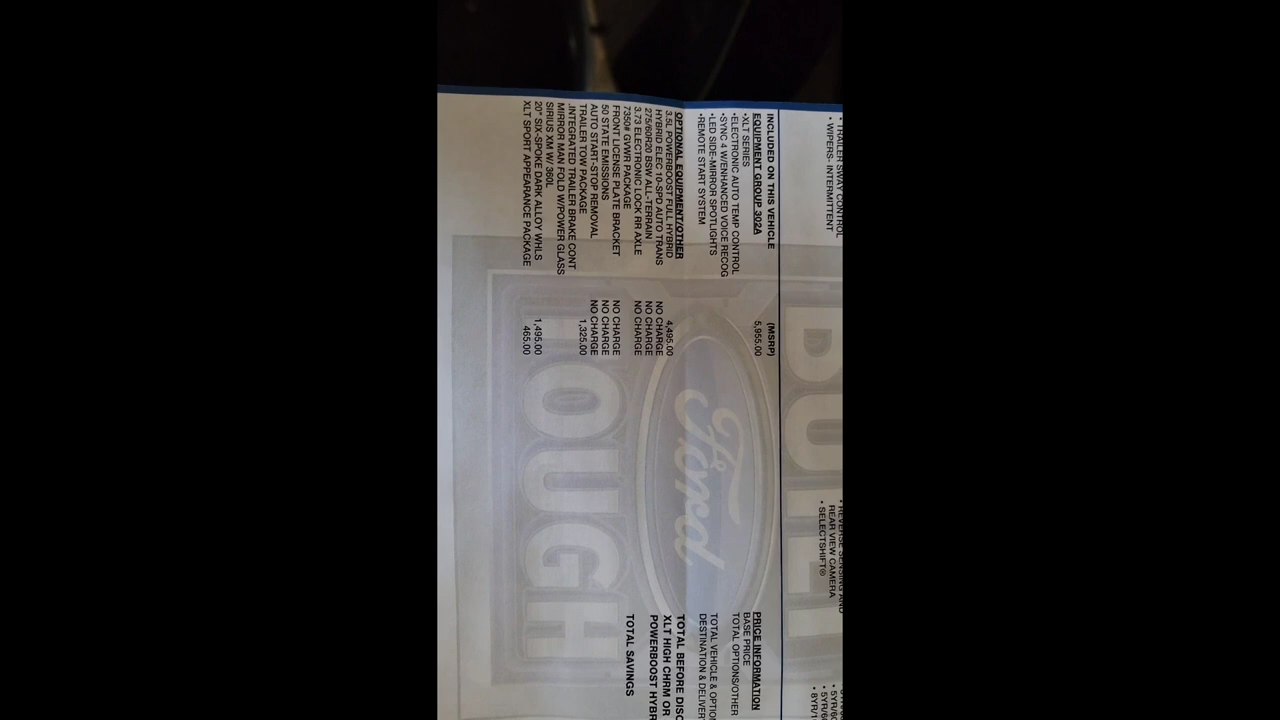 • TRAILER SWAY CONTROL
• WIPERS- INTERMITTENT
REAR VIEW CAMERA
• SELECTSHIFT®
BUILT
Ford
TOUGH
INCLUDED ON THIS VEHICLE (MSRP)
EQUIPMENT GROUP 302A 5,955.00
•XLT SERIES
•ELECTRONIC AUTO TEMP CONTROL
•SYNC 4 W/ENHANCED VOICE RECOG
•LED SIDE-MIRROR SPOTLIGHTS
•REMOTE START SYSTEM
OPTIONAL EQUIPMENT/OTHER
3.5L POWERBOOST FULL HYBRID 4,495.00
HYBRID ELEC 10-SPD AUTO TRANS NO CHARGE
275/60R20 BSW ALL-TERRAIN NO CHARGE
3.73 ELECTRONIC LOCK RR AXLE NO CHARGE
7350# GVWR PACKAGE
FRONT LICENSE PLATE BRACKET NO CHARGE
50 STATE EMISSIONS NO CHARGE
AUTO START-STOP REMOVAL NO CHARGE
TRAILER TOW PACKAGE 1,325.00
.INTEGRATED TRAILER BRAKE CONT
MIRROR MAN FOLD W/POWER GLASS
SIRIUS XM W/ 360L
20" SIX-SPOKE DARK ALLOY WHLS 1,495.00
XLT SPORT APPEARANCE PACKAGE 465.00
PRICE INFORMATION
BASE PRICE
TOTAL OPTIONS/OTHER
TOTAL VEHICLE & OPTIO
DESTINATION & DELIVER
TOTAL BEFORE DISC
XLT HIGH CHRM OR
POWERBOOST HYBR
TOTAL SAVINGS